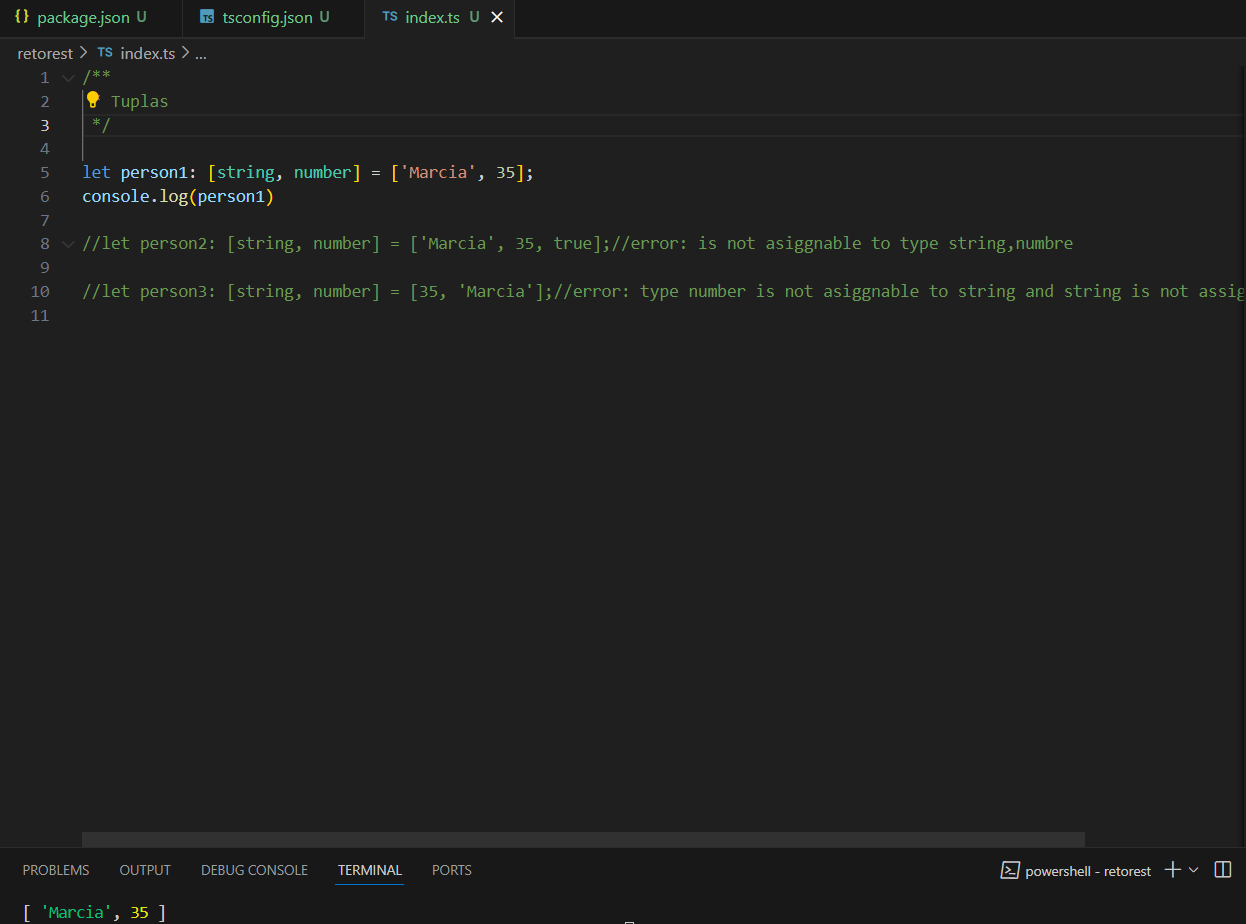 {} package.json U TS tsconfig.json U TS index.ts U ×
retorest > TS index.ts > ...
1 /**
2 Tuplas
3 */
4
5 let person1: [string, number] = ['Marcia', 35];
6 console.log(person1)
7
8 //let person2: [string, number] = ['Marcia', 35, true];//error: is not asiggnable to type string,numbre
9
10 //let person3: [string, number] = [35, 'Marcia'];//error: type number is not asiggnable to string and string is not assig
11
PROBLEMS OUTPUT DEBUG CONSOLE TERMINAL PORTS powershell - retorest
[ 'Marcia', 35 ]